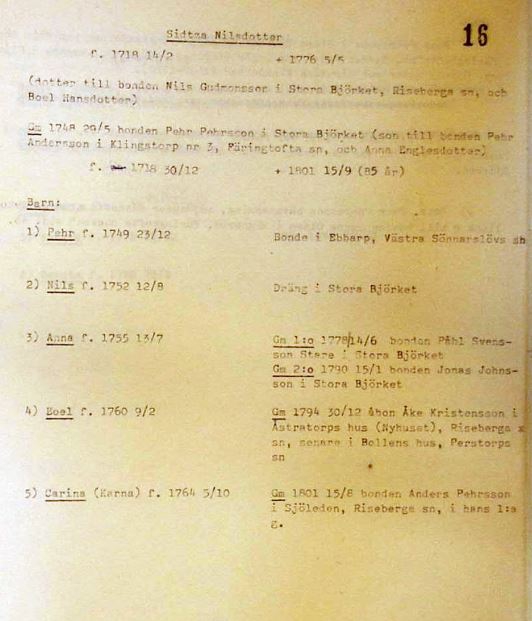 Sidtza Nilsdotter
16
f. 1718 14/2 + 1776 5/5
(dotter till bonden Nils Gudmonsson i Stora Björket, Riseberga sn, och
Boel Hansdotter)
Gm 1748 29/5 bonden Pehr Pehrsson i Stora Björket (son till bonden Pehr
Andersson i Klingstorp nr 3, Färingtofta sn, och Anna Englesdotter)
f. 1718 30/12 + 1801 15/9 (85 år)
Barn:
1) Pehr f. 1749 23/12 Bonde i Ebbarp, Västra Sönnarslövs sn
2) Nils f. 1752 12/8 Dräng i Stora Björket
3) Anna f. 1755 13/7 Gm 1:o 1778 14/6 bonden Påhl Svens-
son Stare i Stora Björket
Gm 2:o 1790 15/1 bonden Jonas Johns-
son i Stora Björket
4) Boel f. 1760 9/2 Gm 1794 30/12 åbon Åke Kristensson i
Åstratorps hus (Nyhuset), Riseberga
sn, senare i Bollens hus, Perstorps
sn
5) Carina (Karna) f. 1764 5/10 Gm 1801 15/8 bonden Anders Pehrsson
i Sjöleden, Riseberga sn, i hans 1:a
g.